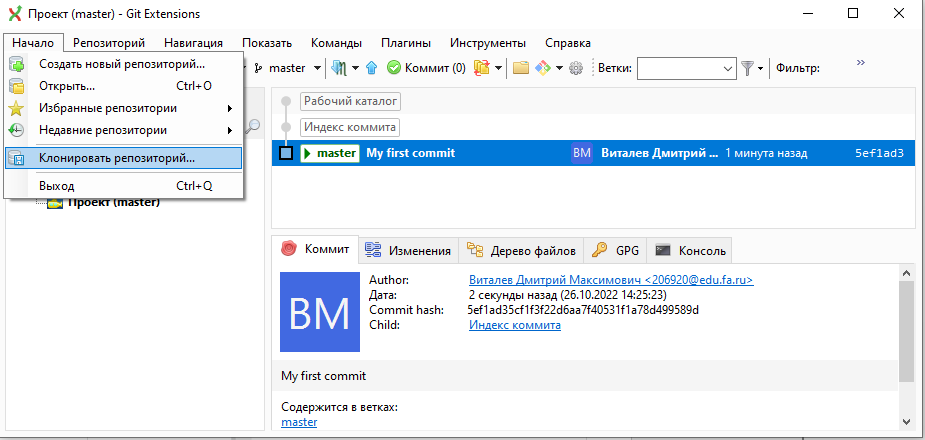 Проект (master) - Git Extensions
Начало Репозиторий Навигация Показать Команды Плагины Инструменты Справка
Создать новый репозиторий...
Открыть... Ctrl+O
Избранные репозитории
Недавние репозитории
Клонировать репозиторий...
Выход Ctrl+Q
master Коммит (0) Ветки: Фильтр: »
Проект (master)
Рабочий каталог
Индекс коммита
master My first commit ВМ Виталев Дмитрий ... 1 минута назад 5ef1ad3
Коммит Изменения Дерево файлов GPG Консоль
ВМ
Author: Виталев Дмитрий Максимович <206920@edu.fa.ru>
Дата: 2 секунды назад (26.10.2022 14:25:23)
Commit hash: 5ef1ad35cf1f3f22d6aa7f40531f1a78d499589d
Child: Индекс коммита
My first commit
Содержится в ветках:
master